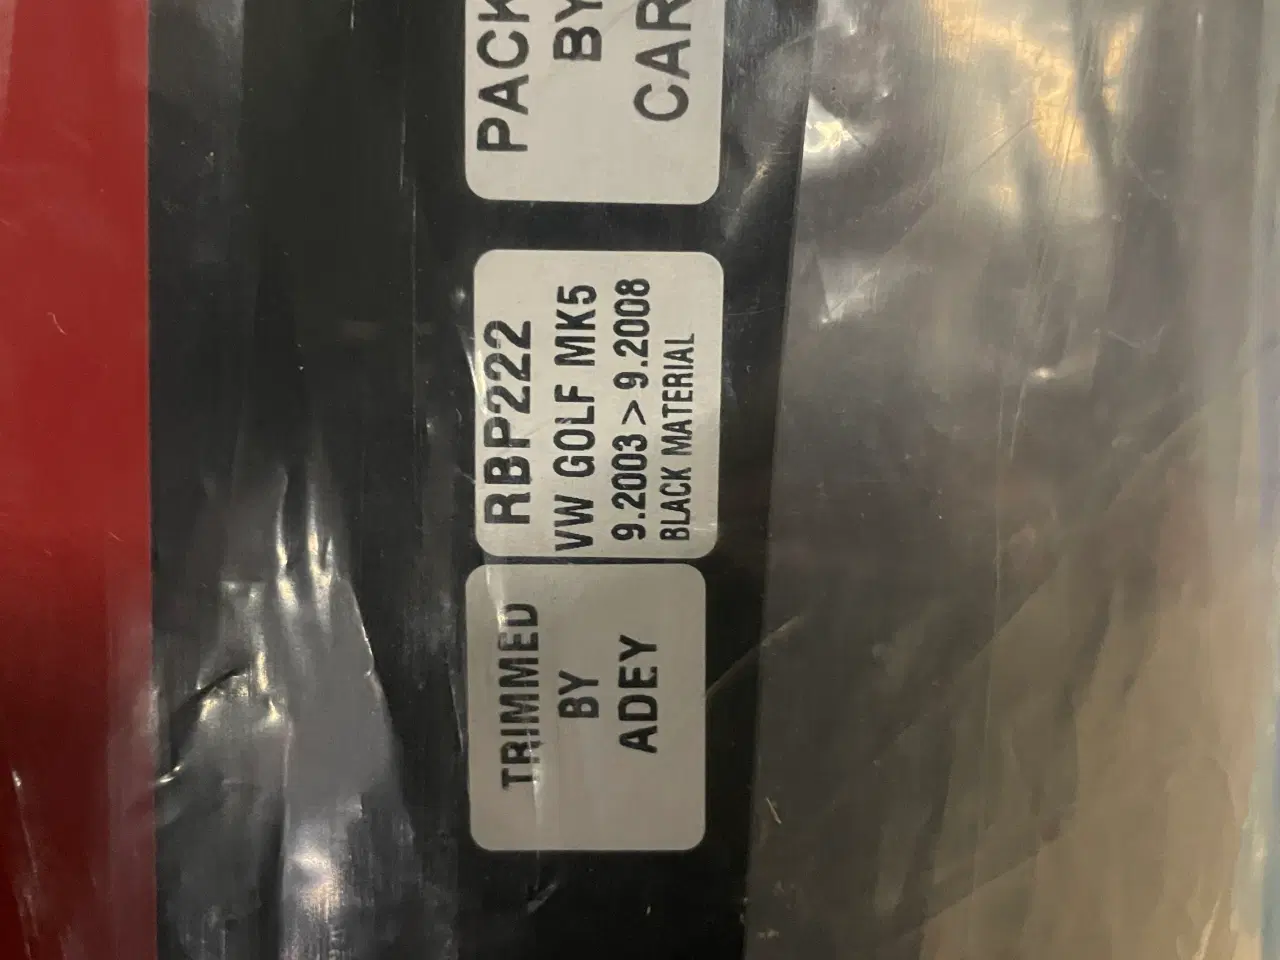 TRIMMED
BY
ADEY
RBP222
VW GOLF MK5
9.2003 > 9.2008
BLACK MATERIAL
PACK
BY
CAR